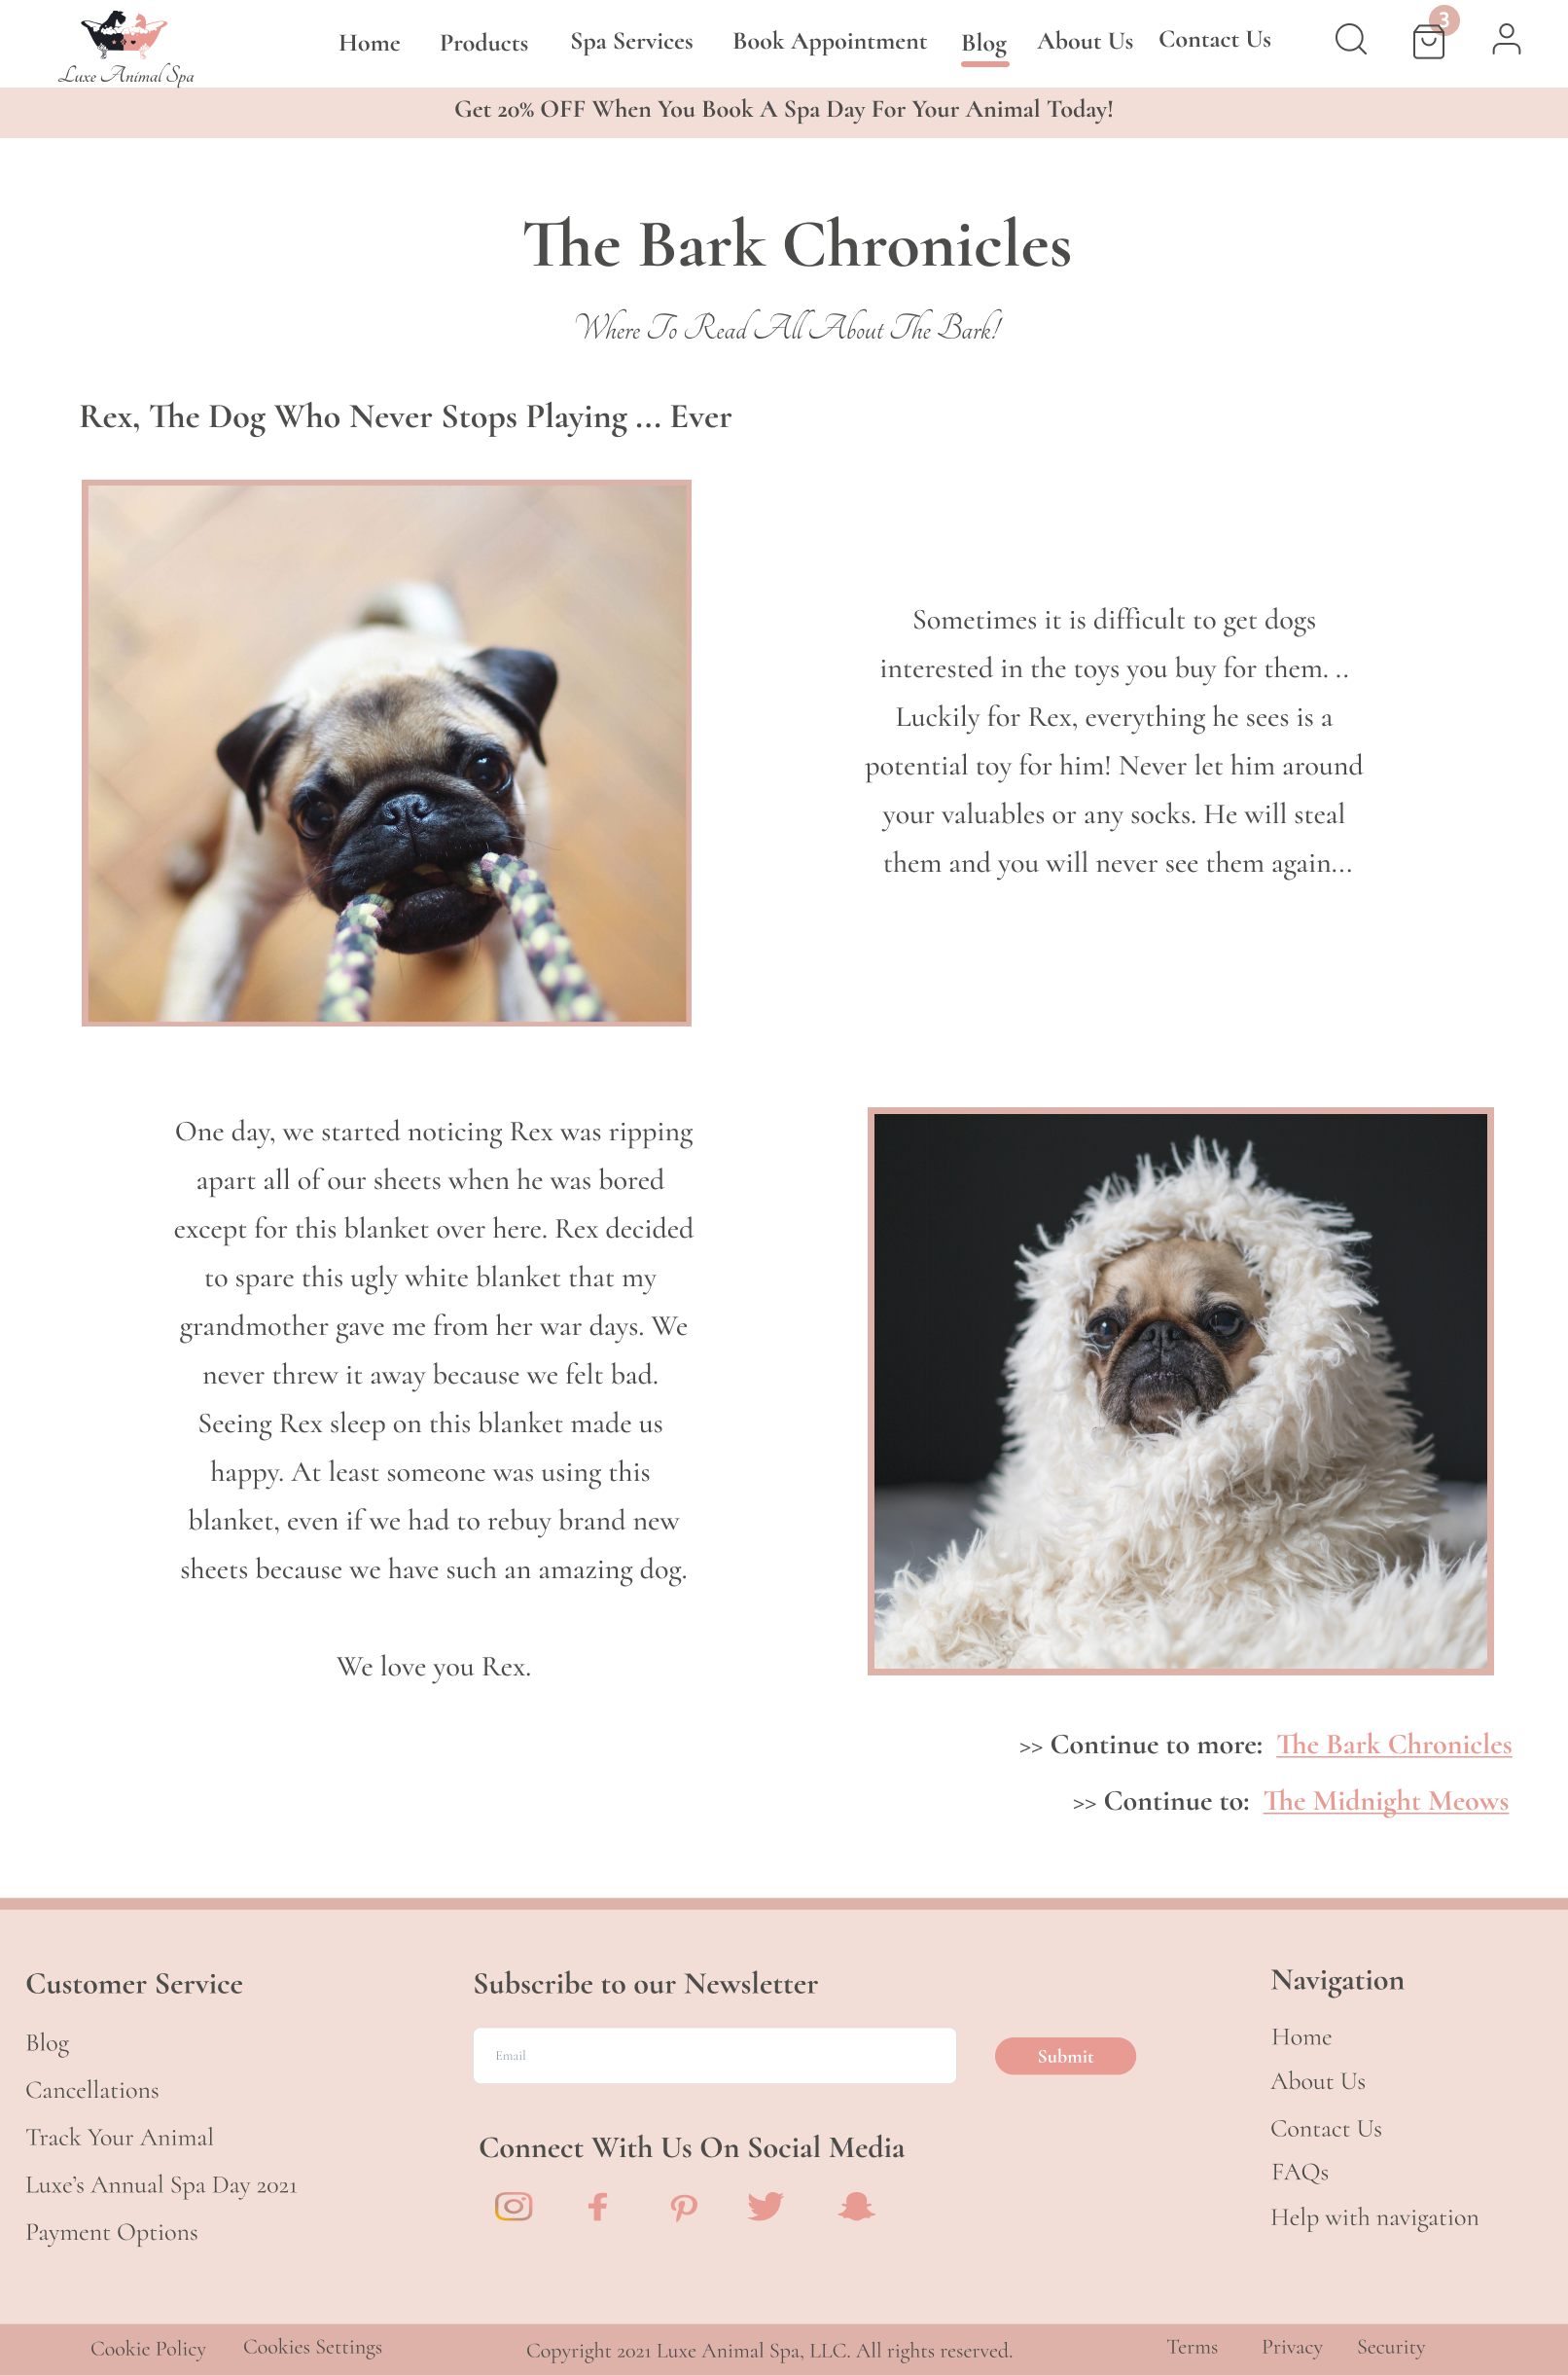 Luxe Animal Spa
Home Products Spa Services Book Appointment Blog About Us Contact Us
3
Get 20% OFF When You Book A Spa Day For Your Animal Today!
The Bark Chronicles
Where To Read All About The Bark!
Rex, The Dog Who Never Stops Playing ... Ever
Sometimes it is difficult to get dogs
interested in the toys you buy for them. ..
Luckily for Rex, everything he sees is a
potential toy for him! Never let him around
your valuables or any socks. He will steal
them and you will never see them again...
One day, we started noticing Rex was ripping
apart all of our sheets when he was bored
except for this blanket over here. Rex decided
to spare this ugly white blanket that my
grandmother gave me from her war days. We
never threw it away because we felt bad.
Seeing Rex sleep on this blanket made us
happy. At least someone was using this
blanket, even if we had to rebuy brand new
sheets because we have such an amazing dog.
We love you Rex.
>> Continue to more: The Bark Chronicles
>> Continue to: The Midnight Meows
Customer Service
Blog
Cancellations
Track Your Animal
Luxe's Annual Spa Day 2021
Payment Options
Subscribe to our Newsletter
Email
Submit
Connect With Us On Social Media
Navigation
Home
About Us
Contact Us
FAQs
Help with navigation
Cookie Policy Cookies Settings Copyright 2021 Luxe Animal Spa, LLC. All rights reserved. Terms Privacy Security